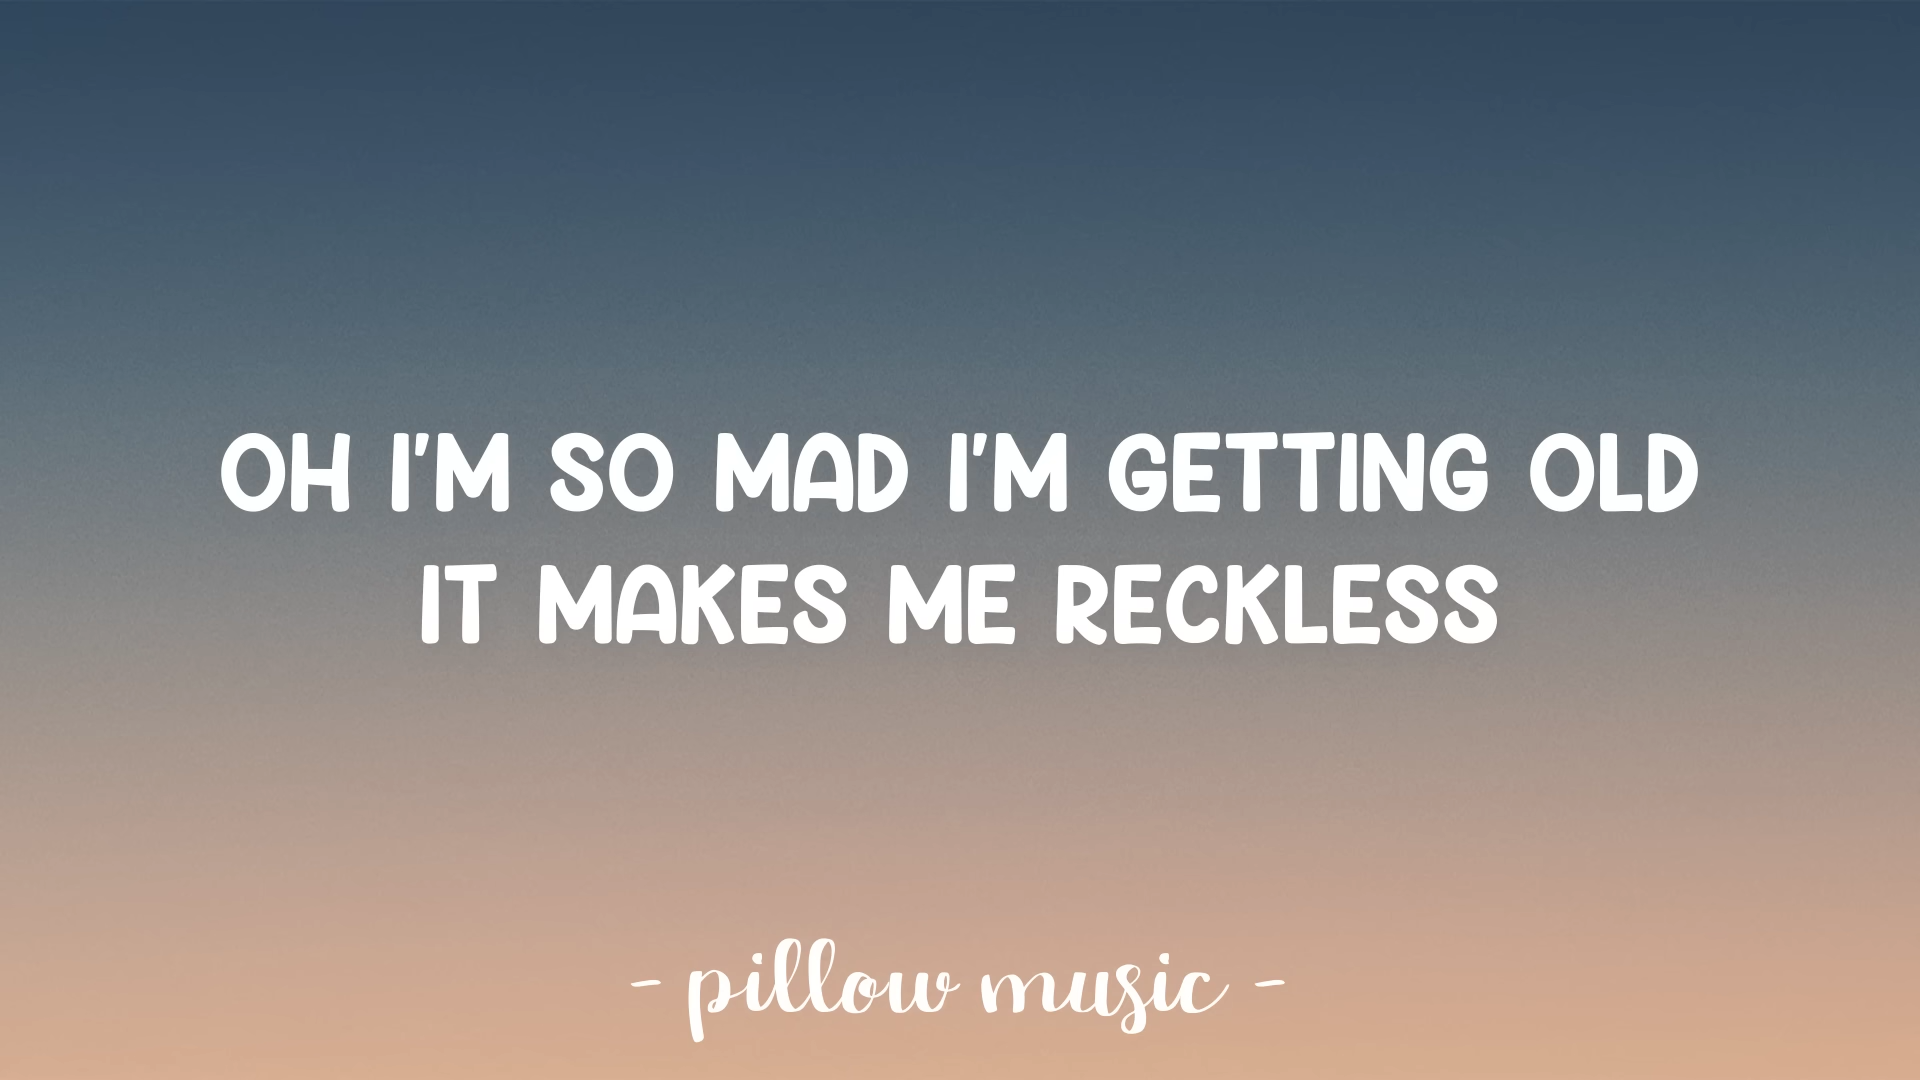 OH I'M SO MAD I'M GETTING OLD
IT MAKES ME RECKLESS
- pillow music -